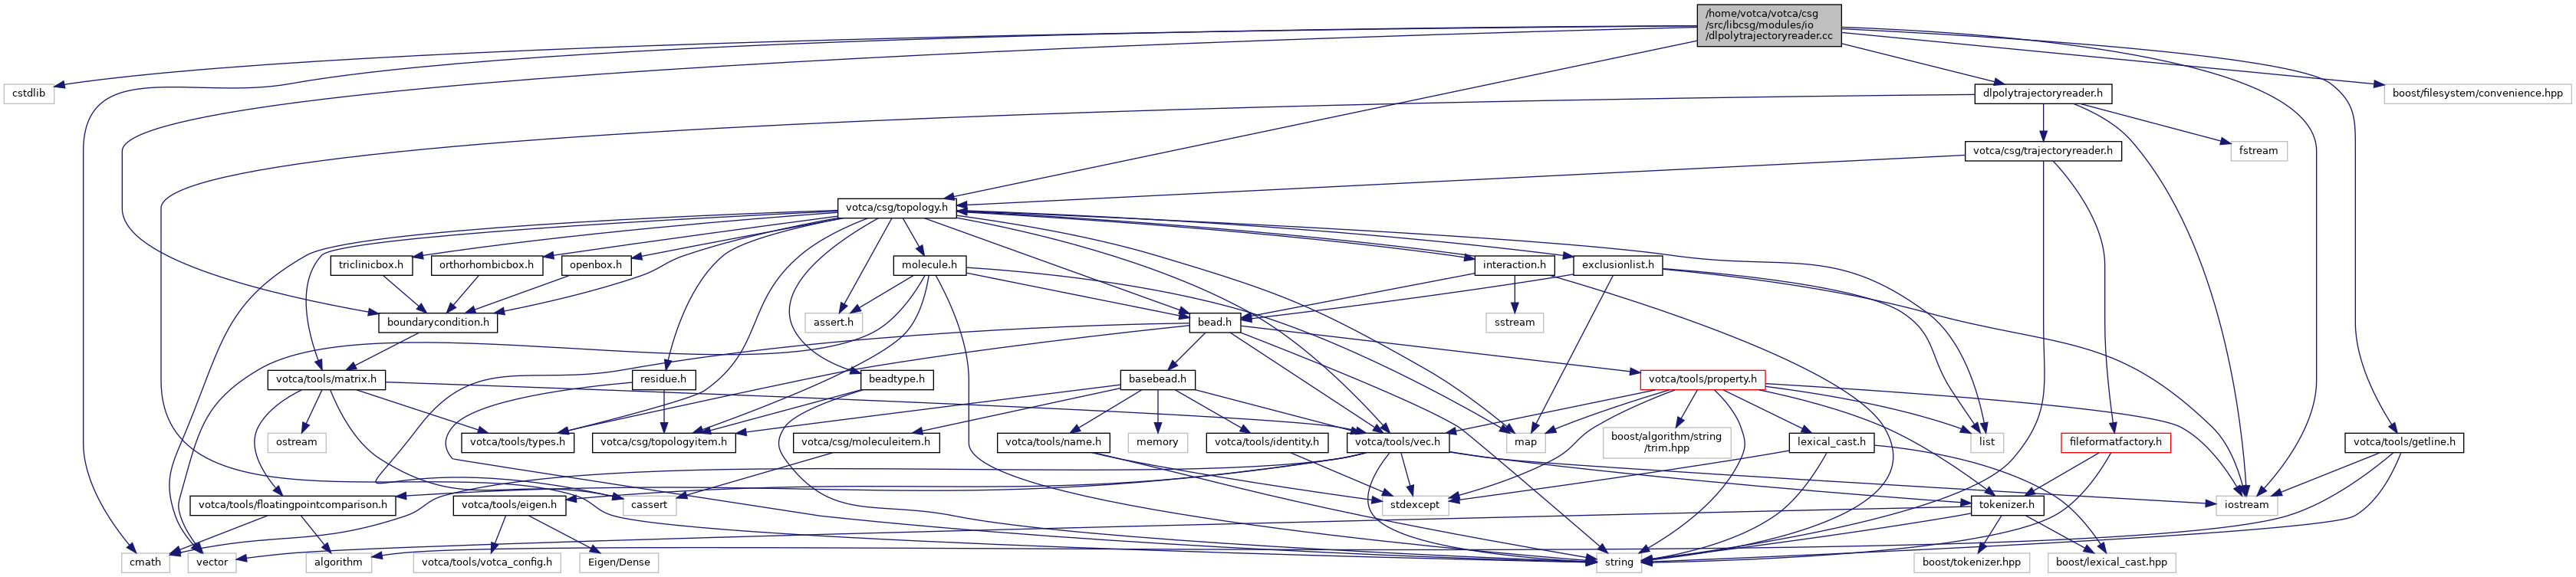 /home/votca/votca/csg
/src/libcsg/modules/io
/dlpolytrajectoryreader.cc
cstdlib
dlpolytrajectoryreader.h
boost/filesystem/convenience.hpp
votca/csg/trajectoryreader.h
fstream
votca/csg/topology.h
triclinicbox.h
orthorhombicbox.h
openbox.h
molecule.h
interaction.h
exclusionlist.h
boundarycondition.h
assert.h
bead.h
sstream
votca/tools/matrix.h
residue.h
beadtype.h
basebead.h
votca/tools/property.h
ostream
votca/tools/types.h
votca/csg/topologyitem.h
votca/csg/moleculeitem.h
votca/tools/name.h
memory
votca/tools/identity.h
votca/tools/vec.h
map
boost/algorithm/string
/trim.hpp
lexical_cast.h
list
fileformatfactory.h
votca/tools/getline.h
votca/tools/floatingpointcomparison.h
votca/tools/eigen.h
cassert
stdexcept
tokenizer.h
iostream
cmath
vector
algorithm
votca/tools/votca_config.h
Eigen/Dense
string
boost/tokenizer.hpp
boost/lexical_cast.hpp